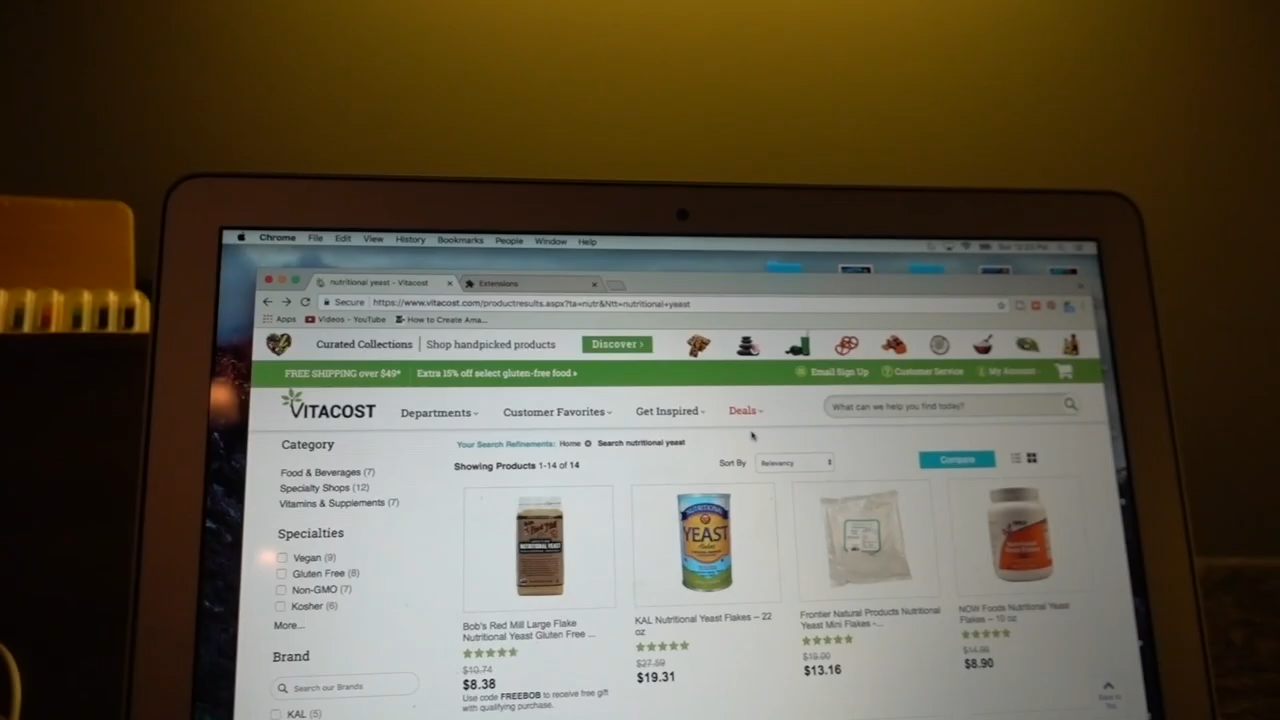 Chrome File Edit View History Bookmarks People Window Help
nutritional yeast - Vitacost
Extensions
Secure https://www.vitacost.com/productresults.aspx?ta=nutr&Ntt=nutritional+yeast
Apps Videos - YouTube How to Create Ama...
Curated Collections | Shop handpicked products Discover ›
FREE SHIPPING over $49* Extra 15% off select gluten-free food ▸ Email Sign Up Customer Service My Account
VITACOST Departments Customer Favorites Get Inspired Deals What can we help you find today?
Category
Food & Beverages (7)
Specialty Shops (12)
Vitamins & Supplements (7)
Specialties
Vegan (9)
Gluten Free (8)
Non-GMO (7)
Kosher (6)
More...
Brand
Search our Brands
KAL (5)
Your Search Refinements: Home Search nutritional yeast
Showing Products 1-14 of 14 Sort By Relevancy Compare
NUTRITIONAL
YEAST
Bob's Red Mill Large Flake
Nutritional Yeast Gluten Free ...
$10.74
$8.38
Use code FREEBOB to receive free gift
with qualifying purchase.
KAL Nutritional Yeast Flakes -- 22
oz
$27.59
$19.31
Frontier Natural Products Nutritional
Yeast Mini Flakes -...
$13.16
NOW Foods Nutritional Yeast
Flakes -- 10 oz
$8.90
Back to
Top